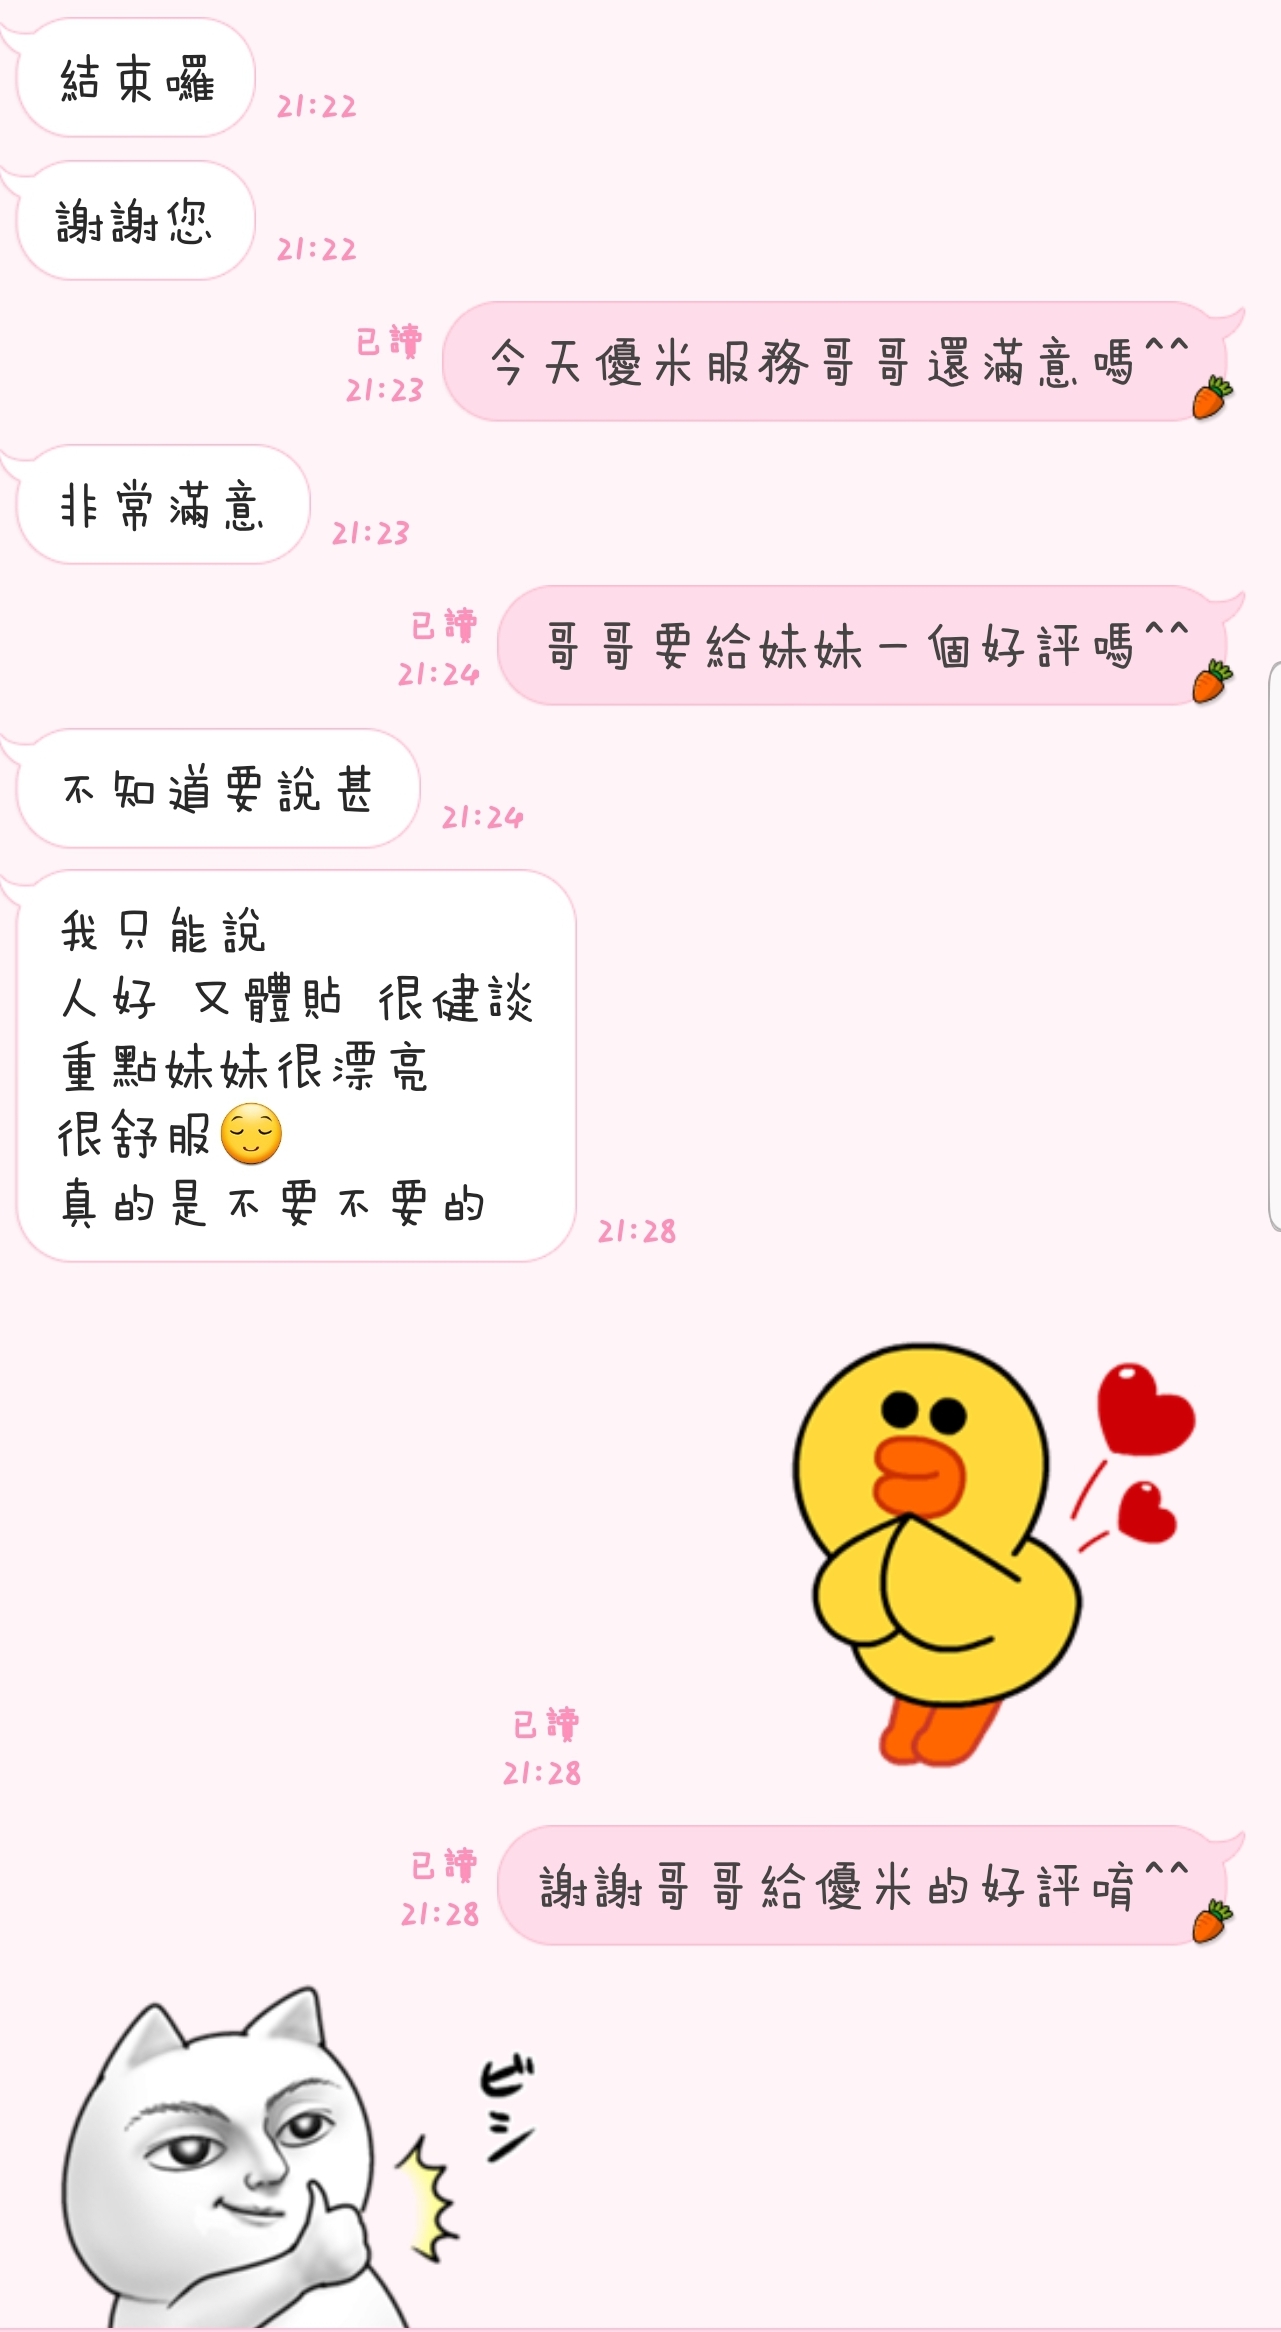 結束囉
21:22
謝謝您
21:22
今天優米服務哥哥還滿意嗎^^
已讀
21:23
非常滿意
21:23
哥哥要給妹妹一個好評嗎^^
已讀
21:24
不知道要說甚
21:24
我只能說
人好 又體貼 很健談
重點妹妹很漂亮
很舒服😌
真的是不要不要的
21:28
已讀
21:28
謝謝哥哥給優米的好評唷^^
已讀
21:28
ビシ